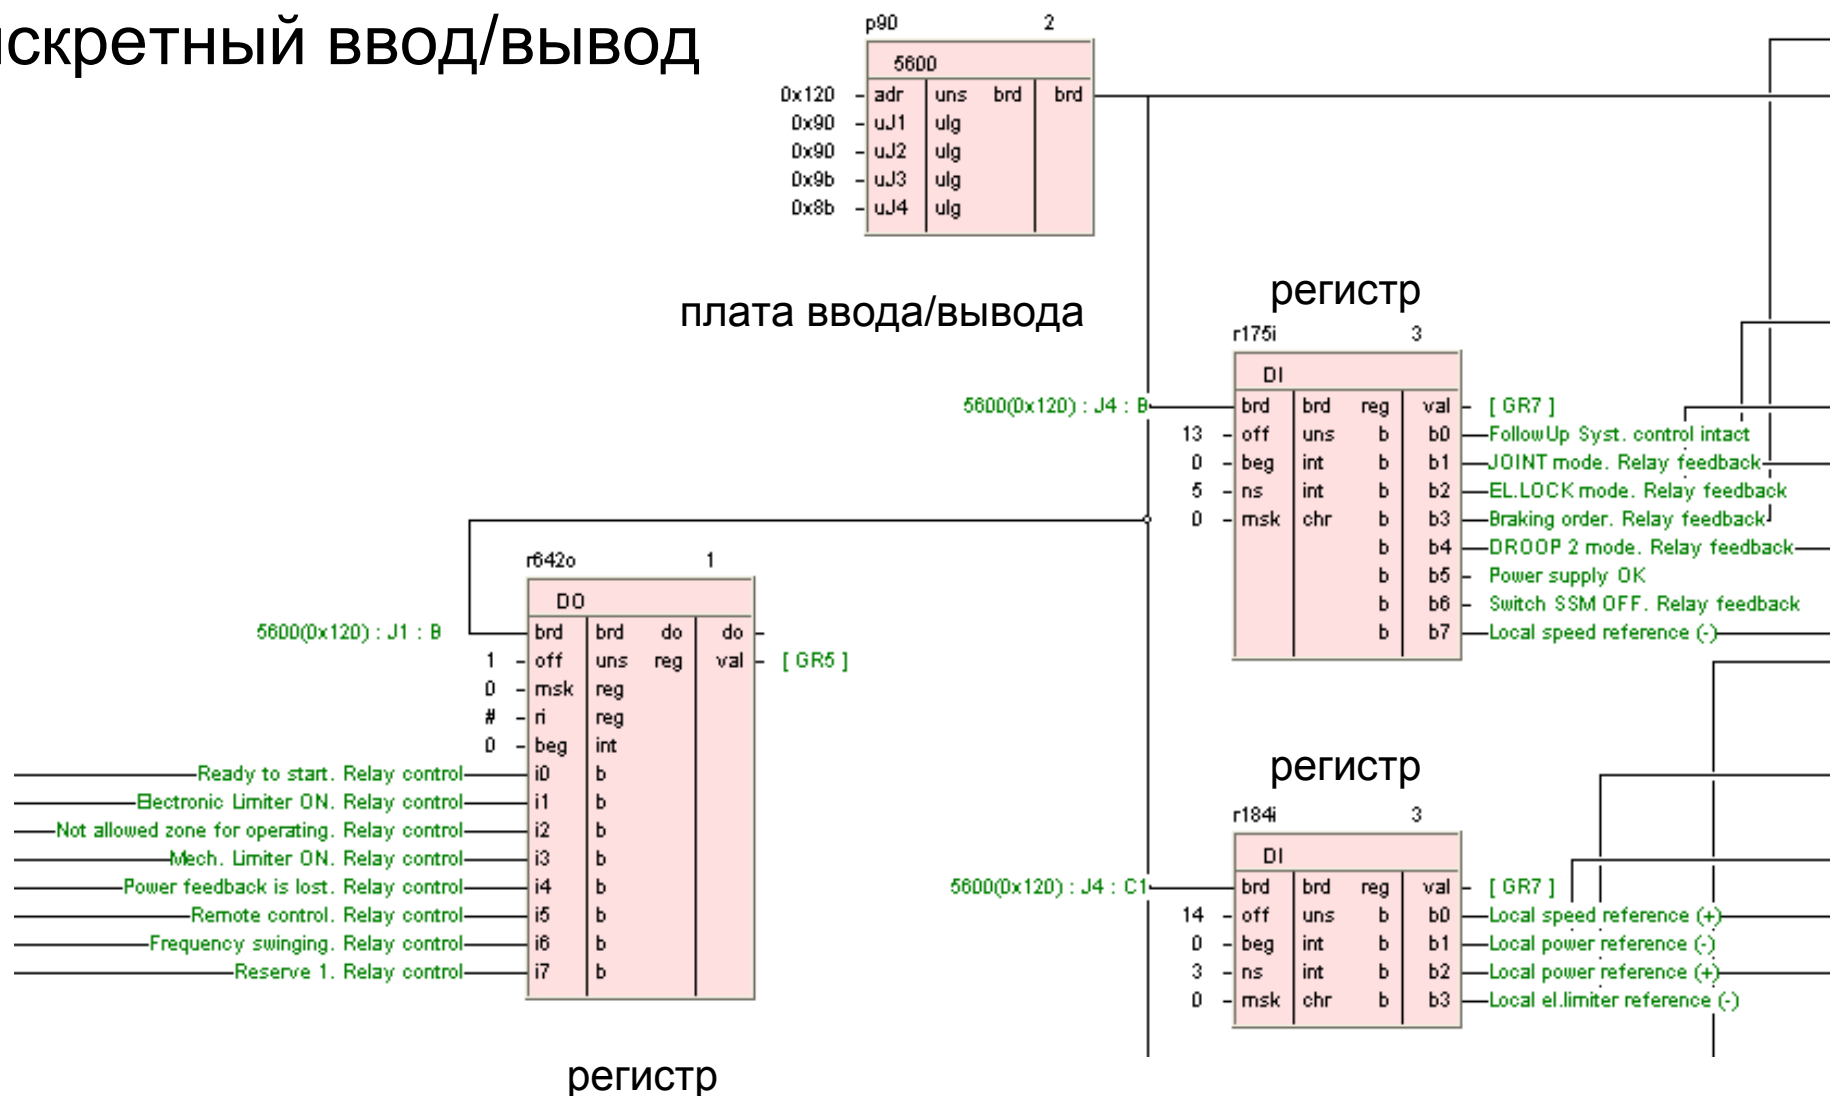 искретный ввод/вывод
p90 2
5600
0x120 adr uns brd brd
0x90 uJ1 ulg
0x90 uJ2 ulg
0x9b uJ3 ulg
0x8b uJ4 ulg
плата ввода/вывода
регистр
r175i 3
DI
5600(0x120) : J4 : B brd brd reg val [ GR7 ]
13 off uns b b0 FollowUp Syst. control intact
0 beg int b b1 JOINT mode. Relay feedback
5 ns int b b2 EL.LOCK mode. Relay feedback
0 msk chr b b3 Braking order. Relay feedback
b b4 DROOP 2 mode. Relay feedback
b b5 Power supply OK
b b6 Switch SSM OFF. Relay feedback
b b7 Local speed reference (-)
r642o 1
DO
5600(0x120) : J1 : B brd brd do do
1 off uns reg val [ GR5 ]
0 msk reg
# ri reg
0 beg int
Ready to start. Relay control i0 b
Electronic Limiter ON. Relay control i1 b
Not allowed zone for operating. Relay control i2 b
Mech. Limiter ON. Relay control i3 b
Power feedback is lost. Relay control i4 b
Remote control. Relay control i5 b
Frequency swinging. Relay control i6 b
Reserve 1. Relay control i7 b
регистр
регистр
r184i 3
DI
5600(0x120) : J4 : C1 brd brd reg val [ GR7 ]
14 off uns b b0 Local speed reference (+)
0 beg int b b1 Local power reference (-)
3 ns int b b2 Local power reference (+)
0 msk chr b b3 Local el.limiter reference (-)